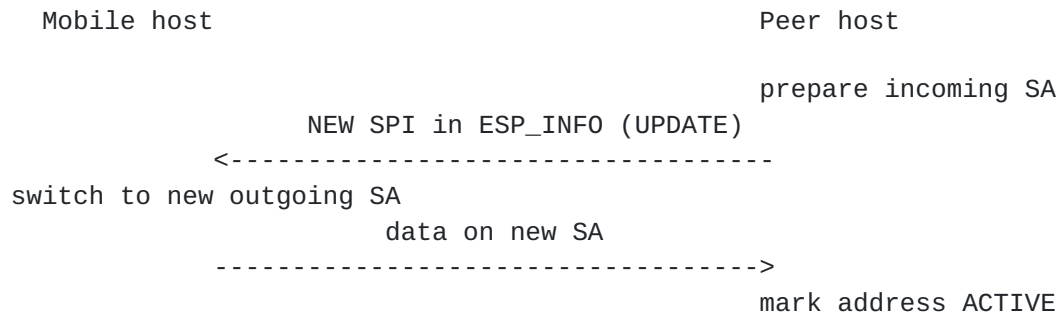 Mobile host                                   Peer host
prepare incoming SA
NEW SPI in ESP_INFO (UPDATE)
<-----------------------------------
switch to new outgoing SA
data on new SA
----------------------------------->
mark address ACTIVE